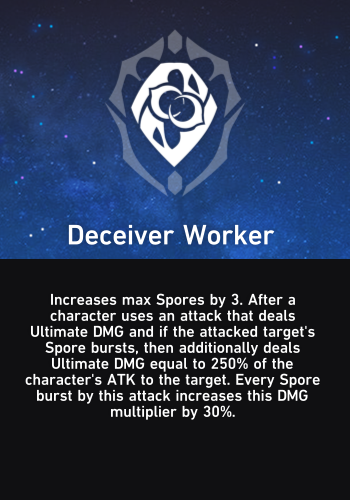 Deceiver Worker
Increases max Spores by 3. After a
character uses an attack that deals
Ultimate DMG and if the attacked target's
Spore bursts, then additionally deals
Ultimate DMG equal to 250% of the
character's ATK to the target. Every Spore
burst by this attack increases this DMG
multiplier by 30%.